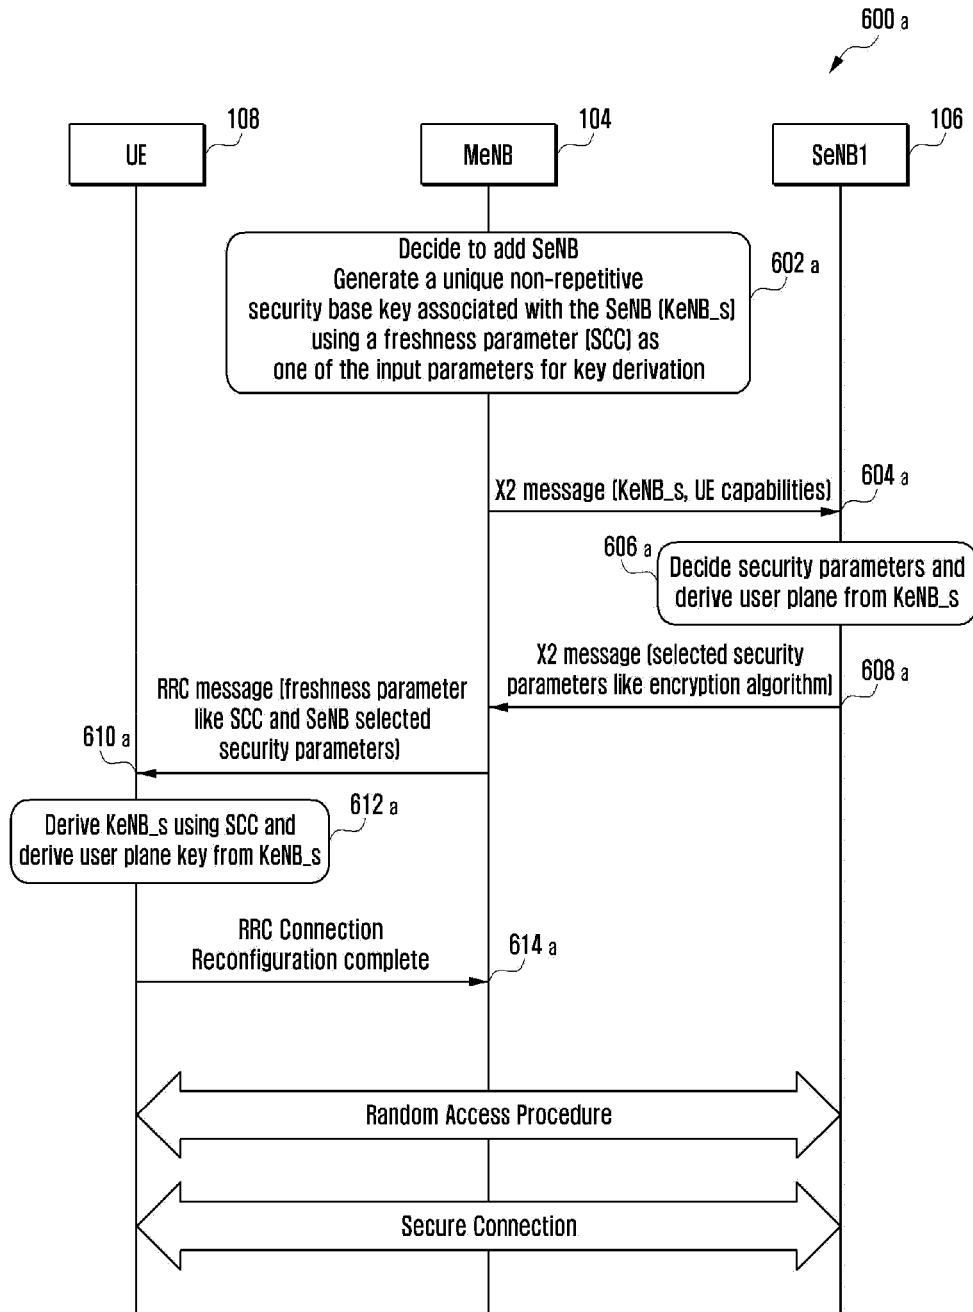 600 a
108
104
106
UE
MeNB
SeNB1
Decide to add SeNB
Generate a unique non-repetitive
security base key associated with the SeNB (KeNB_s)
using a freshness parameter (SCC) as
one of the input parameters for key derivation
602 a
X2 message (KeNB_s, UE capabilities)
604 a
606 a
Decide security parameters and
derive user plane from KeNB_s
X2 message (selected security
parameters like encryption algorithm)
608 a
RRC message (freshness parameter
like SCC and SeNB selected
security parameters)
610 a
612 a
Derive KeNB_s using SCC and
derive user plane key from KeNB_s
RRC Connection
Reconfiguration complete
614 a
Random Access Procedure
Secure Connection